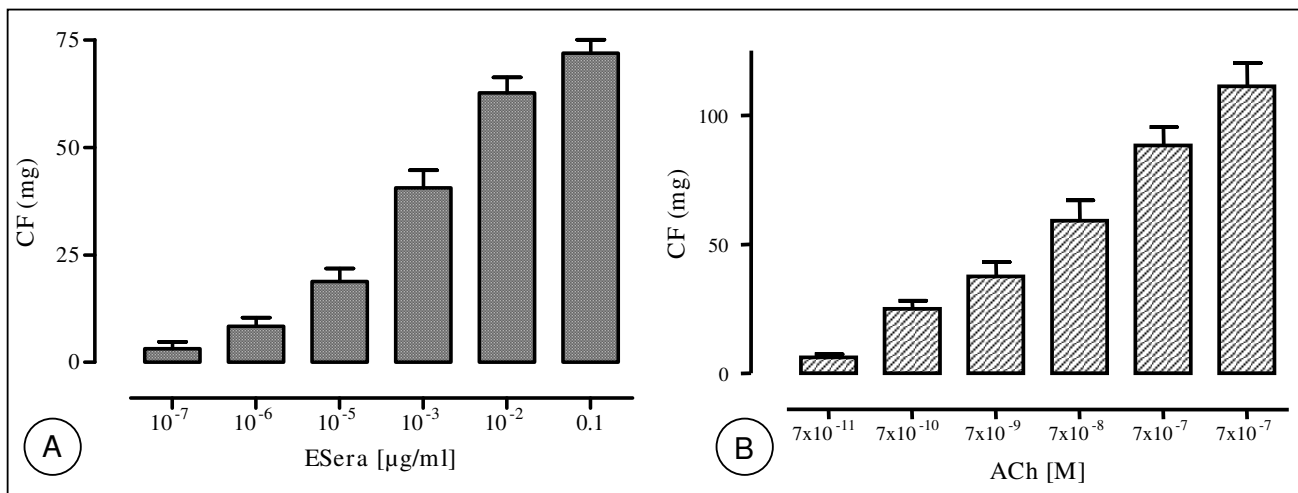 75
50
25
0
CF (mg)
10⁻⁷ 10⁻⁶ 10⁻⁵ 10⁻³ 10⁻² 0.1
ESera [µg/ml]
A
100
50
0
CF (mg)
7x10⁻¹¹ 7x10⁻¹⁰ 7x10⁻⁹ 7x10⁻⁸ 7x10⁻⁷ 7x10⁻⁷
ACh [M]
B